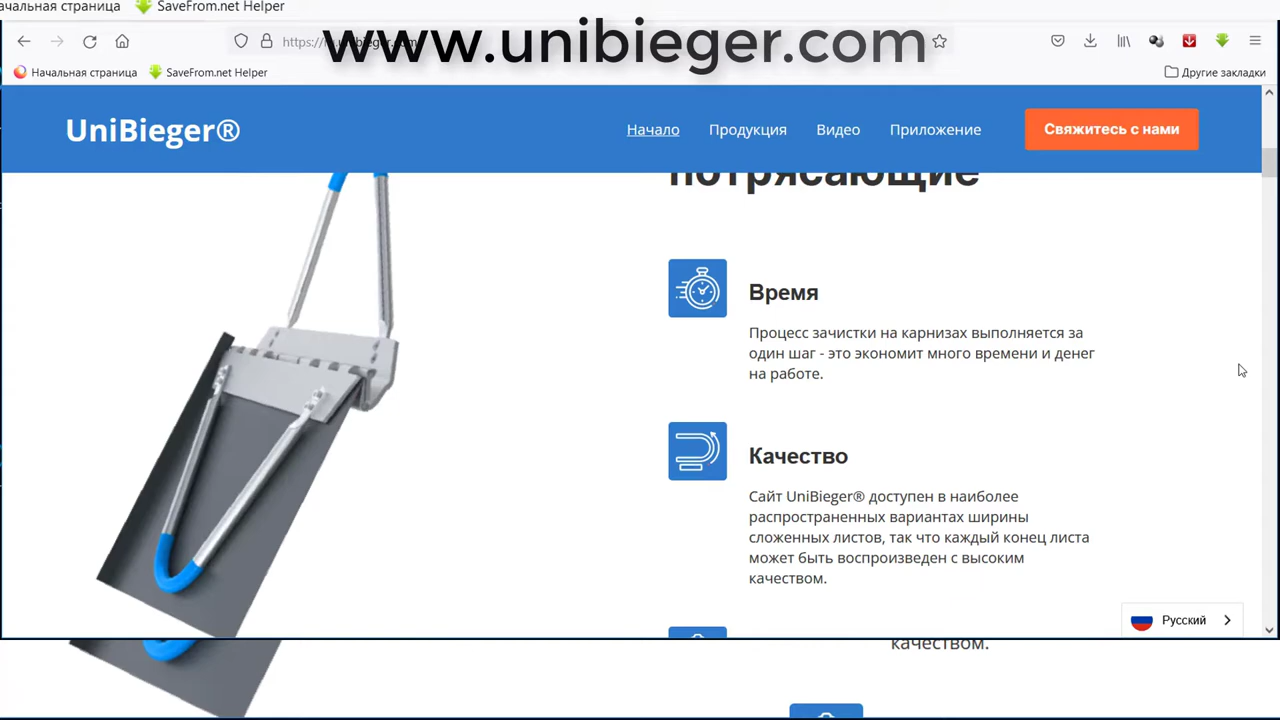 ачальная страница SaveFrom.net Helper
www.unibieger.com
Начальная страница SaveFrom.net Helper Другие закладки
UniBieger® Начало Продукция Видео Приложение Свяжитесь с нами
потрясающие
Время
Процесс зачистки на карнизах выполняется за
один шаг - это экономит много времени и денег
на работе.
Качество
Сайт UniBieger® доступен в наиболее
распространенных вариантах ширины
сложенных листов, так что каждый конец листа
может быть воспроизведен с высоким
качеством.
Русский
качеством.